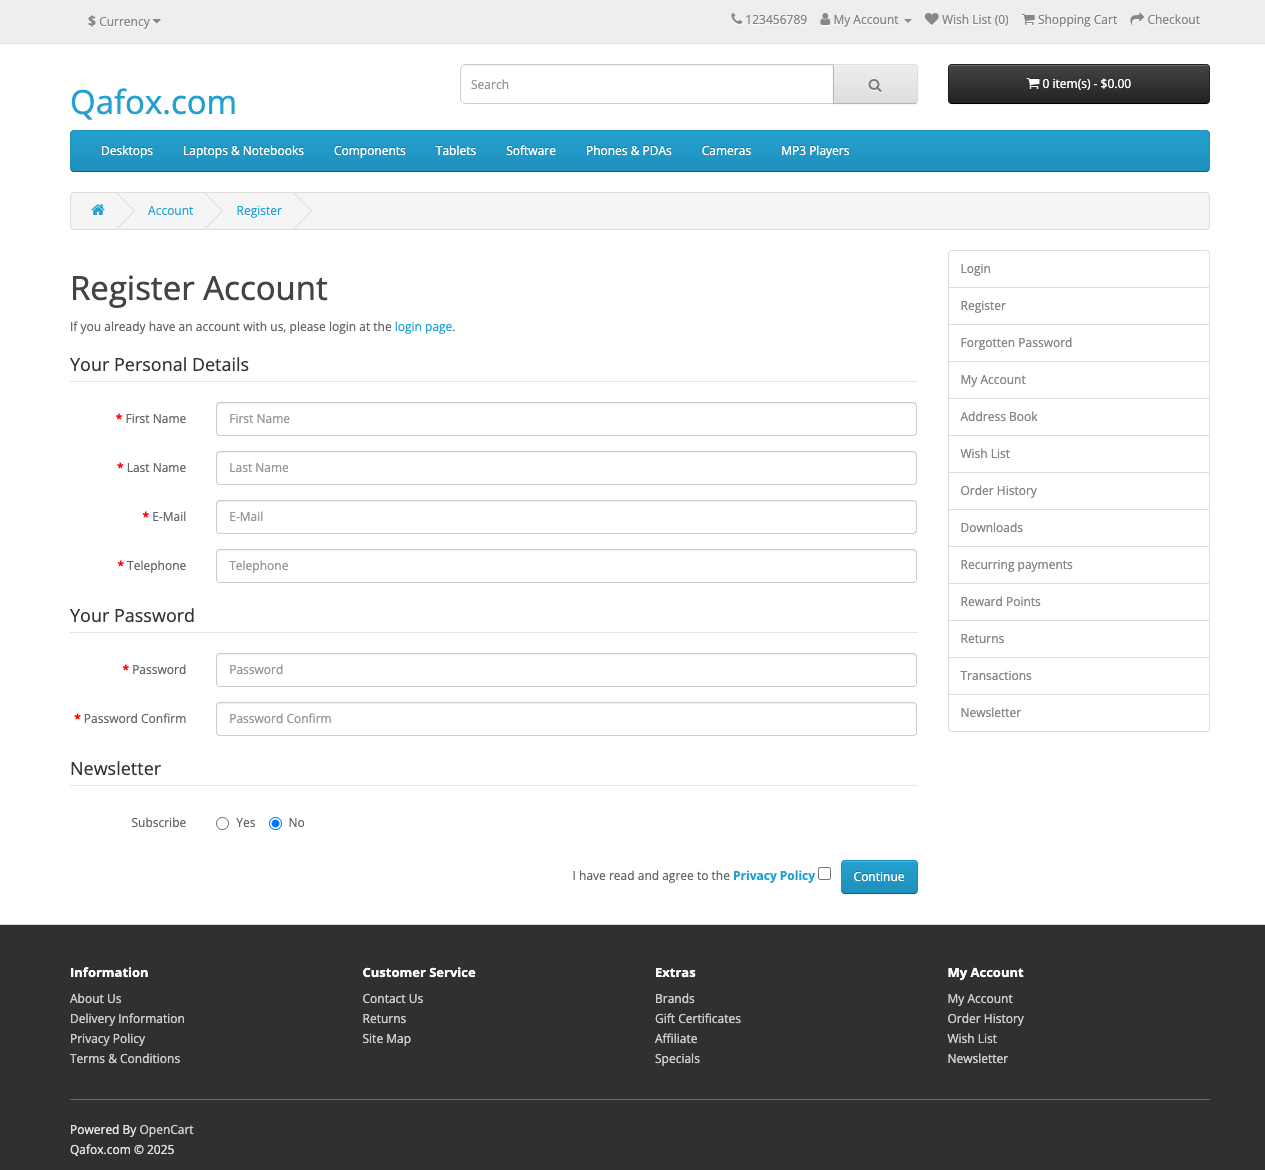 $ Currency
123456789 My Account Wish List (0) Shopping Cart Checkout
Qafox.com
Search
0 item(s) - $0.00
Desktops Laptops & Notebooks Components Tablets Software Phones & PDAs Cameras MP3 Players
Account Register
Register Account
If you already have an account with us, please login at the login page.
Your Personal Details
* First Name First Name
* Last Name Last Name
* E-Mail E-Mail
* Telephone Telephone
Your Password
* Password Password
* Password Confirm Password Confirm
Newsletter
Subscribe Yes No
I have read and agree to the Privacy Policy Continue
Login
Register
Forgotten Password
My Account
Address Book
Wish List
Order History
Downloads
Recurring payments
Reward Points
Returns
Transactions
Newsletter
Information
About Us
Delivery Information
Privacy Policy
Terms & Conditions
Customer Service
Contact Us
Returns
Site Map
Extras
Brands
Gift Certificates
Affiliate
Specials
My Account
My Account
Order History
Wish List
Newsletter
Powered By OpenCart
Qafox.com © 2025